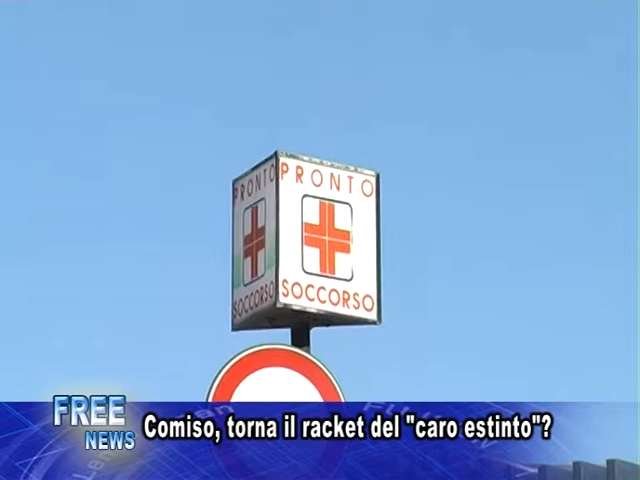 PRONTO
PRONTO
SOCCORSO
SOCCORSO
FREE
NEWS
Comiso, torna il racket del "caro estinto"?